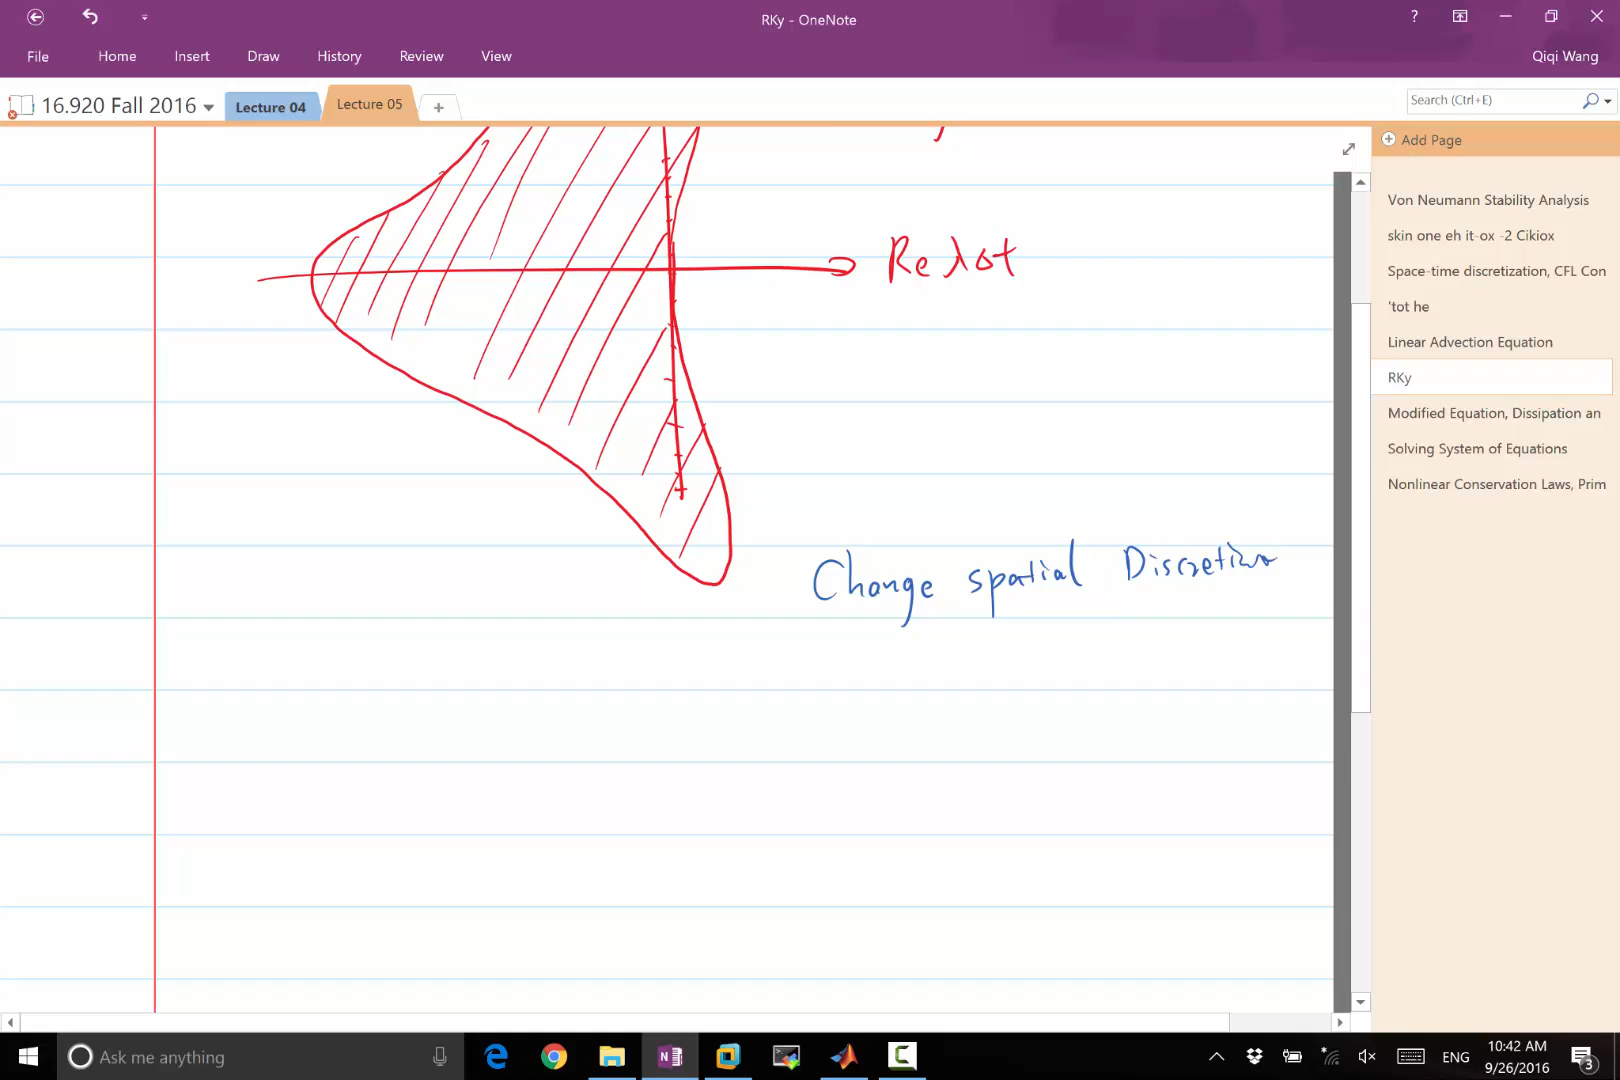 RKy - OneNote
?
File
Home
Insert
Draw
History
Review
View
Qiqi Wang
16.920 Fall 2016
Lecture 04
Lecture 05
+
Search (Ctrl+E)
Add Page
Von Neumann Stability Analysis
skin one eh it-ox -2 Cikiox
Space-time discretization, CFL Con
'tot he
Linear Advection Equation
RKy
Modified Equation, Dissipation an
Solving System of Equations
Nonlinear Conservation Laws, Prim
Re λΔt
Change spatial
Ask me anything
ENG
10:42 AM
9/26/2016
3